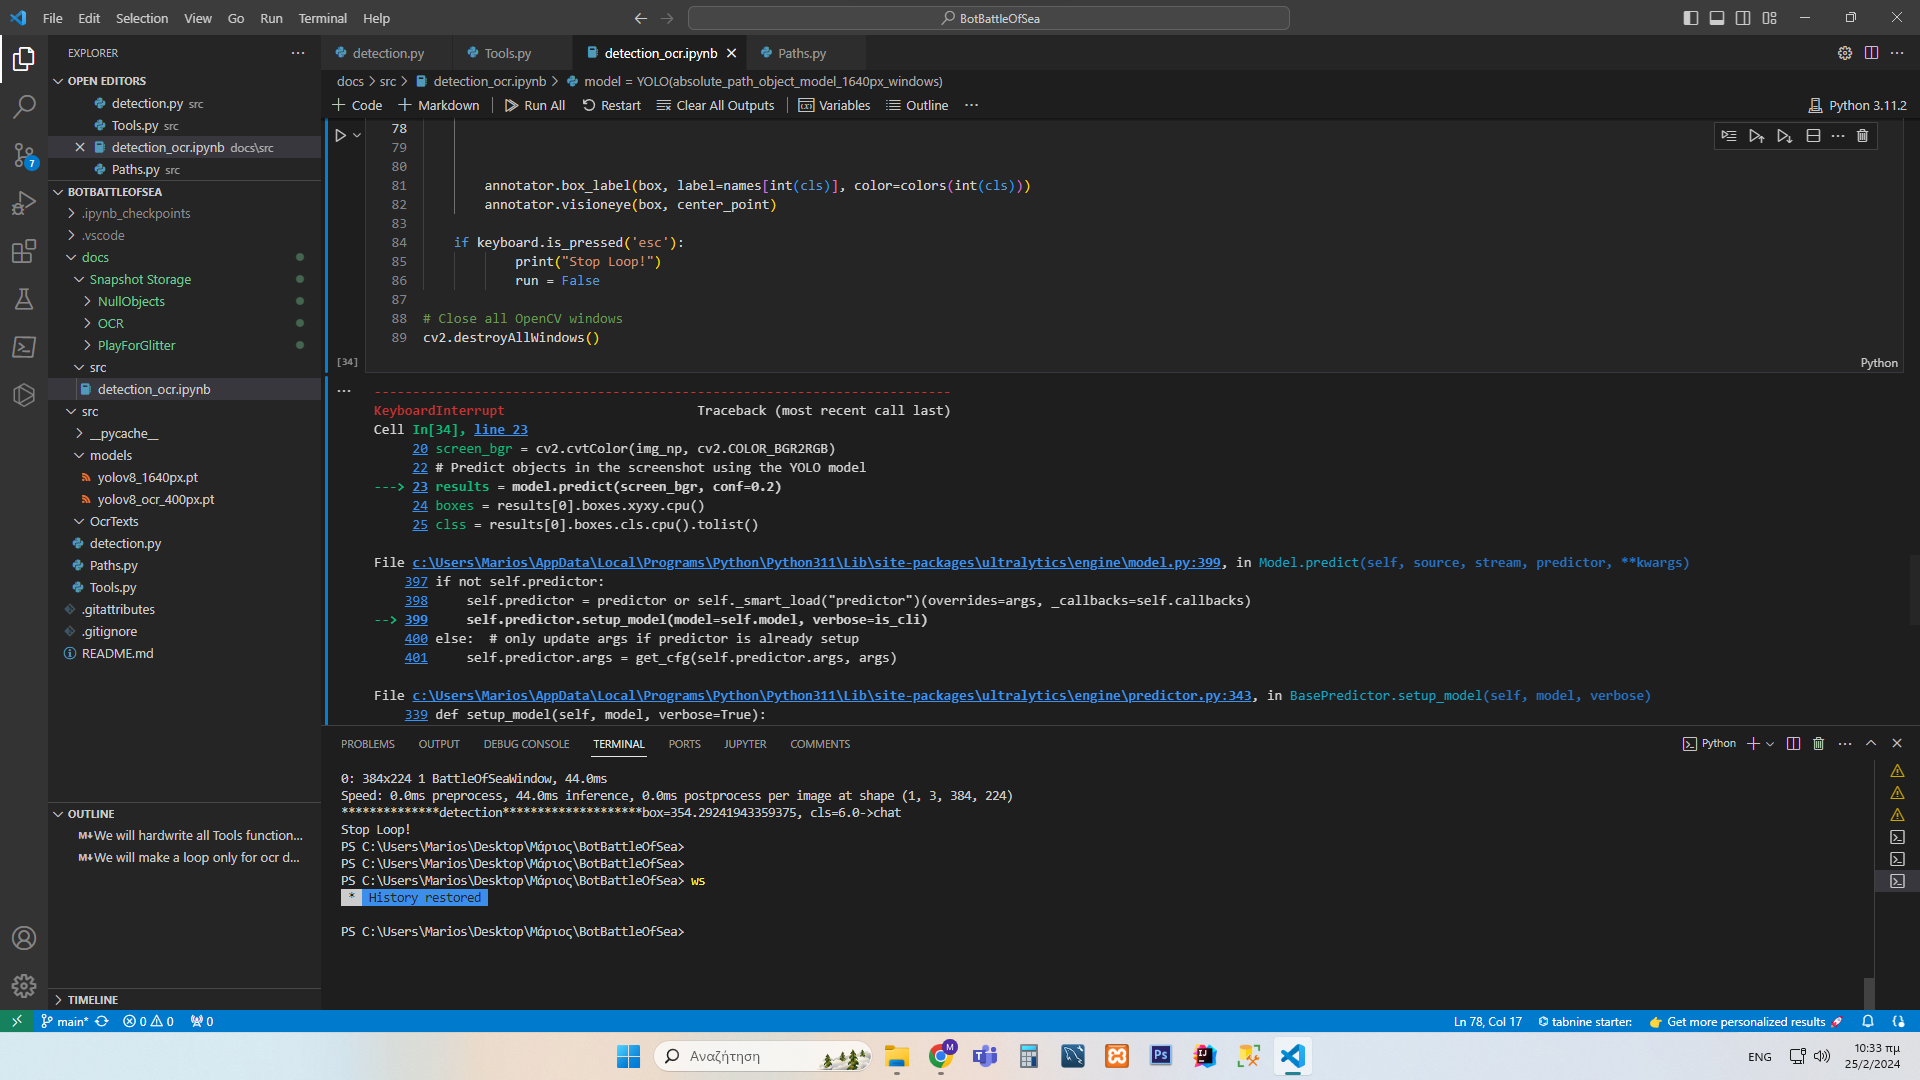 File Edit Selection View Go Run Terminal Help
BotBattleOfSea
EXPLORER
OPEN EDITORS
detection.py src
Tools.py src
detection_ocr.ipynb docs\src
Paths.py src
BOTBATTLEOFSEA
.ipynb_checkpoints
.vscode
docs
Snapshot Storage
NullObjects
OCR
PlayForGlitter
src
detection_ocr.ipynb
src
__pycache__
models
yolov8_1640px.pt
yolov8_ocr_400px.pt
OcrTexts
detection.py
Paths.py
Tools.py
.gitattributes
.gitignore
README.md
OUTLINE
We will hardwrite all Tools function...
We will make a loop only for ocr d...
TIMELINE
7
detection.py
Tools.py
detection_ocr.ipynb
Paths.py
docs > src > detection_ocr.ipynb > model = YOLO(absolute_path_object_model_1640px_windows)
+ Code + Markdown Run All Restart Clear All Outputs Variables Outline ...
Python 3.11.2
78
79
80
81 annotator.box_label(box, label=names[int(cls)], color=colors(int(cls)))
82 annotator.visioneye(box, center_point)
83
84 if keyboard.is_pressed('esc'):
85 print("Stop Loop!")
86 run = False
87
88 # Close all OpenCV windows
89 cv2.destroyAllWindows()
[34]
Python
---------------------------------------------------------------------------
KeyboardInterrupt Traceback (most recent call last)
Cell In[34], line 23
20 screen_bgr = cv2.cvtColor(img_np, cv2.COLOR_BGR2RGB)
22 # Predict objects in the screenshot using the YOLO model
---> 23 results = model.predict(screen_bgr, conf=0.2)
24 boxes = results[0].boxes.xyxy.cpu()
25 clss = results[0].boxes.cls.cpu().tolist()
File c:\Users\Marios\AppData\Local\Programs\Python\Python311\Lib\site-packages\ultralytics\engine\model.py:399, in Model.predict(self, source, stream, predictor, **kwargs)
397 if not self.predictor:
398 self.predictor = predictor or self._smart_load("predictor")(overrides=args, _callbacks=self.callbacks)
--> 399 self.predictor.setup_model(model=self.model, verbose=is_cli)
400 else: # only update args if predictor is already setup
401 self.predictor.args = get_cfg(self.predictor.args, args)
File c:\Users\Marios\AppData\Local\Programs\Python\Python311\Lib\site-packages\ultralytics\engine\predictor.py:343, in BasePredictor.setup_model(self, model, verbose)
339 def setup_model(self, model, verbose=True):
PROBLEMS OUTPUT DEBUG CONSOLE TERMINAL PORTS JUPYTER COMMENTS
Python
0: 384x224 1 BattleOfSeaWindow, 44.0ms
Speed: 0.0ms preprocess, 44.0ms inference, 0.0ms postprocess per image at shape (1, 3, 384, 224)
**************detection********************box=354.29241943359375, cls=6.0->chat
Stop Loop!
PS C:\Users\Marios\Desktop\Μάριος\BotBattleOfSea>
PS C:\Users\Marios\Desktop\Μάριος\BotBattleOfSea>
PS C:\Users\Marios\Desktop\Μάριος\BotBattleOfSea> ws
* History restored
PS C:\Users\Marios\Desktop\Μάριος\BotBattleOfSea>
main* 0 0 0
Ln 78, Col 17 tabnine starter: Get more personalized results
Αναζήτηση
M
Ps
ENG
10:33 πμ
25/2/2024